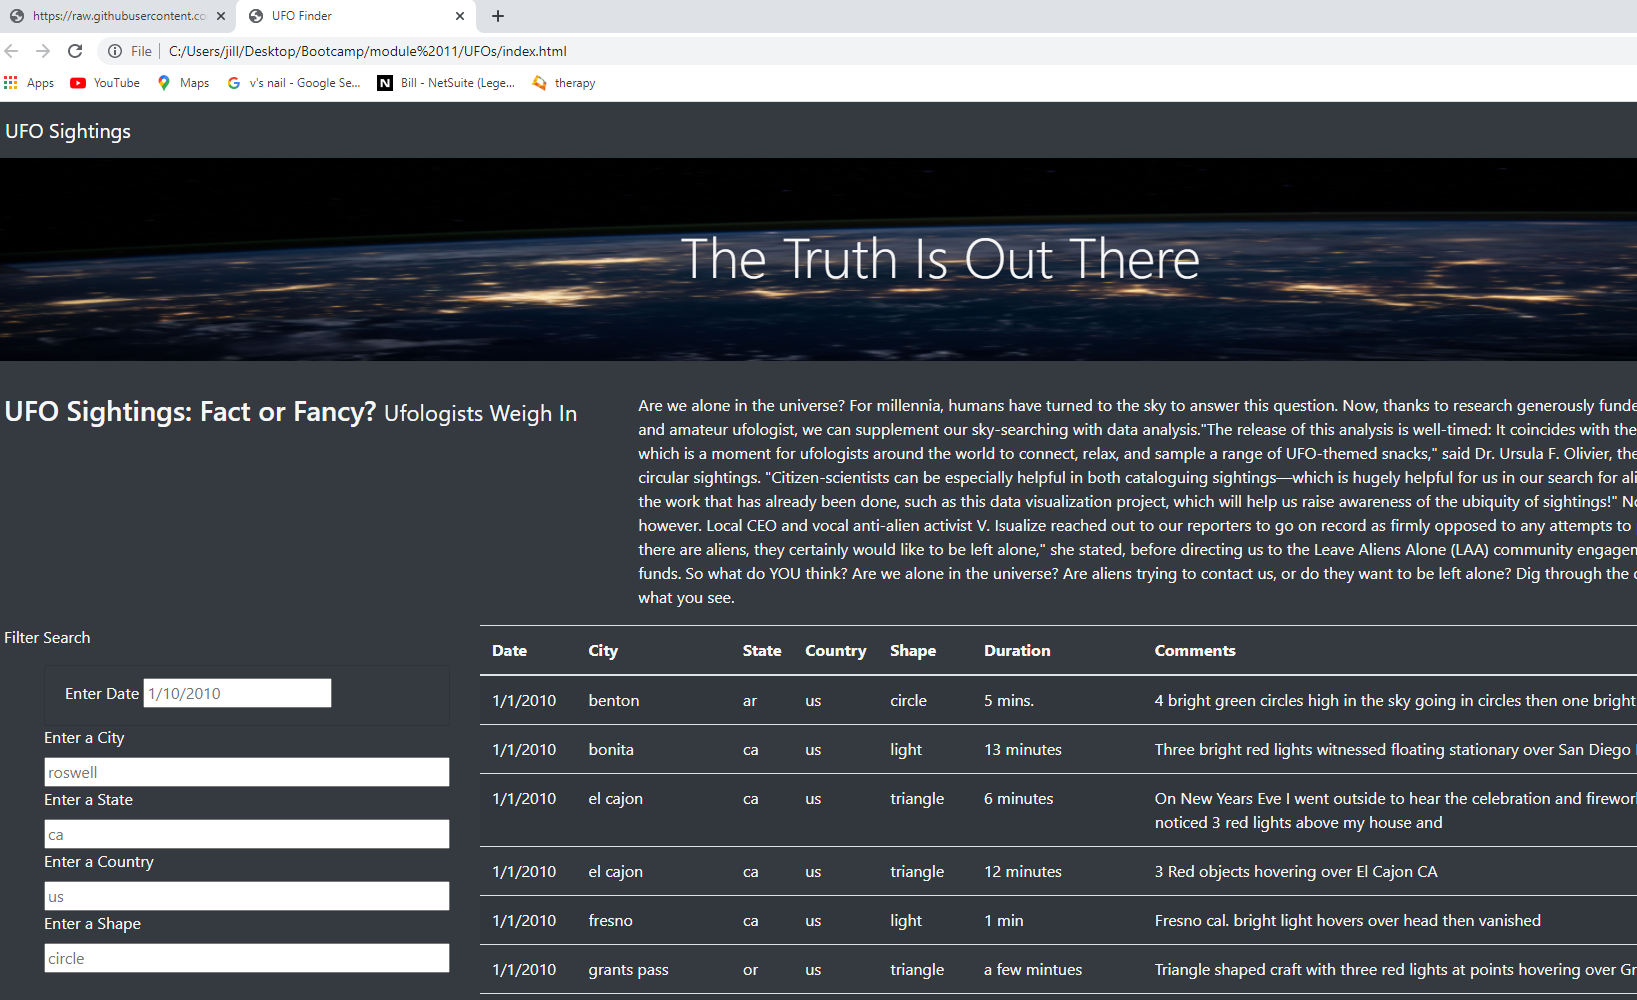 https://raw.githubusercontent.co
UFO Finder
File
C:/Users/jill/Desktop/Bootcamp/module%2011/UFOs/index.html
Apps
YouTube
Maps
v's nail - Google Se...
Bill - NetSuite (Lege...
therapy
UFO Sightings
The Truth Is Out There
UFO Sightings: Fact or Fancy? Ufologists Weigh In
Are we alone in the universe? For millennia, humans have turned to the sky to answer this question. Now, thanks to research generously funde
and amateur ufologist, we can supplement our sky-searching with data analysis."The release of this analysis is well-timed: It coincides with the
which is a moment for ufologists around the world to connect, relax, and sample a range of UFO-themed snacks," said Dr. Ursula F. Olivier, the
circular sightings. "Citizen-scientists can be especially helpful in both cataloguing sightings—which is hugely helpful for us in our search for ali
the work that has already been done, such as this data visualization project, which will help us raise awareness of the ubiquity of sightings!" No
however. Local CEO and vocal anti-alien activist V. Isualize reached out to our reporters to go on record as firmly opposed to any attempts to
there are aliens, they certainly would like to be left alone," she stated, before directing us to the Leave Aliens Alone (LAA) community engagem
funds. So what do YOU think? Are we alone in the universe? Are aliens trying to contact us, or do they want to be left alone? Dig through the
what you see.
Filter Search
Enter Date 1/10/2010
Enter a City
roswell
Enter a State
ca
Enter a Country
us
Enter a Shape
circle
Date City State Country Shape Duration Comments
1/1/2010 benton ar us circle 5 mins. 4 bright green circles high in the sky going in circles then one bright
1/1/2010 bonita ca us light 13 minutes Three bright red lights witnessed floating stationary over San Diego
1/1/2010 el cajon ca us triangle 6 minutes On New Years Eve I went outside to hear the celebration and firewor
noticed 3 red lights above my house and
1/1/2010 el cajon ca us triangle 12 minutes 3 Red objects hovering over El Cajon CA
1/1/2010 fresno ca us light 1 min Fresno cal. bright light hovers over head then vanished
1/1/2010 grants pass or us triangle a few mintues Triangle shaped craft with three red lights at points hovering over Gr